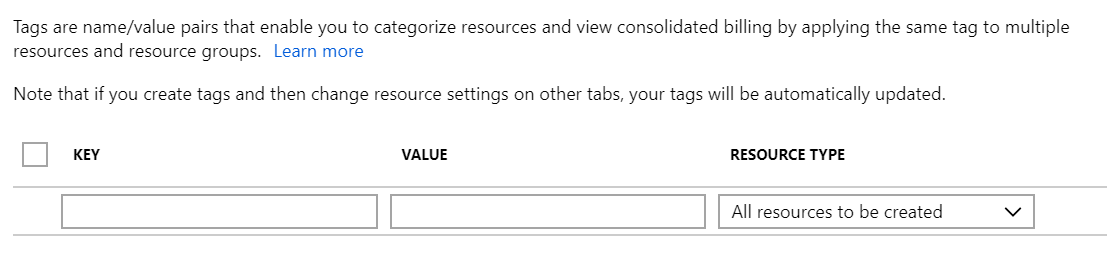 Tags are name/value pairs that enable you to categorize resources and view consolidated billing by applying the same tag to multiple
resources and resource groups. Learn more
Note that if you create tags and then change resource settings on other tabs, your tags will be automatically updated.
KEY VALUE RESOURCE TYPE
All resources to be created